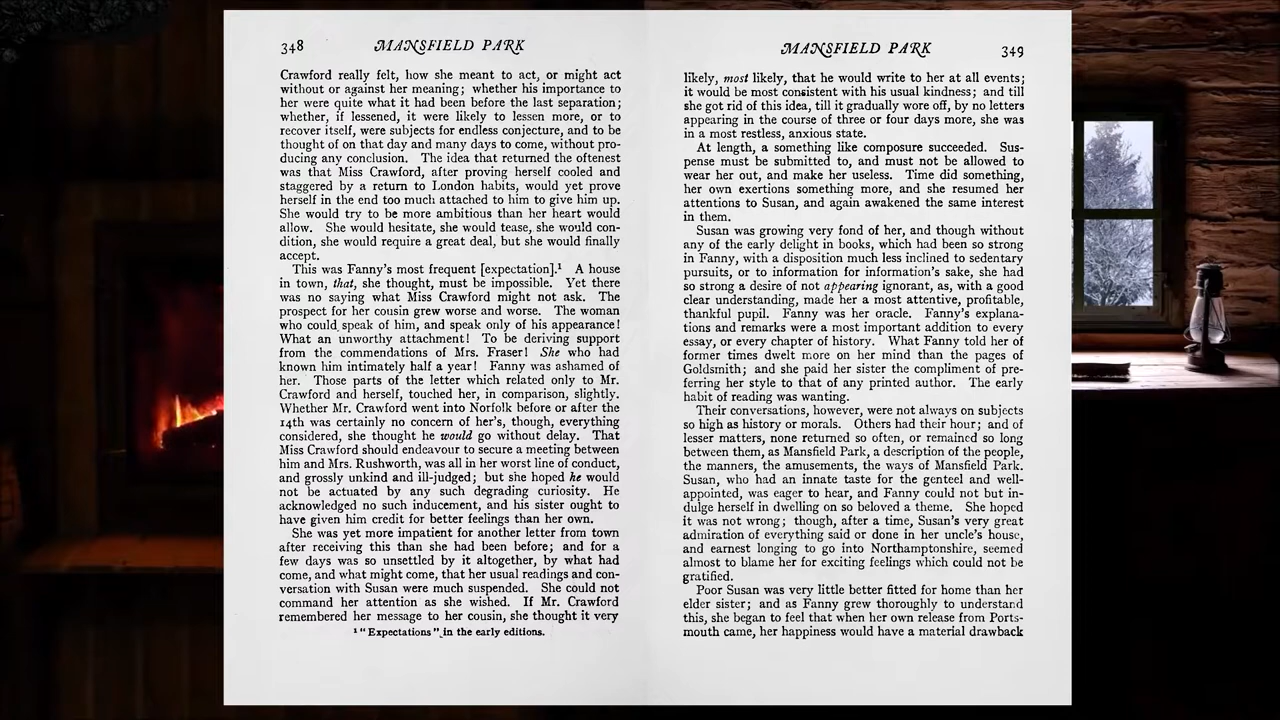 348 MANSFIELD PARK
Crawford really felt, how she meant to act, or might act
without or against her meaning; whether his importance to
her were quite what it had been before the last separation;
whether, if lessened, it were likely to lessen more, or to
recover itself, were subjects for endless conjecture, and to be
thought of on that day and many days to come, without pro-
ducing any conclusion. The idea that returned the oftenest
was that Miss Crawford, after proving herself cooled and
staggered by a return to London habits, would yet prove
herself in the end too much attached to him to give him up.
She would try to be more ambitious than her heart would
allow. She would hesitate, she would tease, she would con-
dition, she would require a great deal, but she would finally
accept.
This was Fanny's most frequent [expectation].¹ A house
in town, that, she thought, must be impossible. Yet there
was no saying what Miss Crawford might not ask. The
prospect for her cousin grew worse and worse. The woman
who could speak of him, and speak only of his appearance!
What an unworthy attachment! To be deriving support
from the commendations of Mrs. Fraser! She who had
known him intimately half a year! Fanny was ashamed of
her. Those parts of the letter which related only to Mr.
Crawford and herself, touched her, in comparison, slightly.
Whether Mr. Crawford went into Norfolk before or after the
14th was certainly no concern of her's, though, everything
considered, she thought he would go without delay. That
Miss Crawford should endeavour to secure a meeting between
him and Mrs. Rushworth, was all in her worst line of conduct,
and grossly unkind and ill-judged; but she hoped he would
not be actuated by any such degrading curiosity. He
acknowledged no such inducement, and his sister ought to
have given him credit for better feelings than her own.
She was yet more impatient for another letter from town
after receiving this than she had been before; and for a
few days was so unsettled by it altogether, by what had
come, and what might come, that her usual readings and con-
versation with Susan were much suspended. She could not
command her attention as she wished. If Mr. Crawford
remembered her message to her cousin, she thought it very
¹ "Expectations" in the early editions.
MANSFIELD PARK 349
likely, most likely, that he would write to her at all events;
it would be most consistent with his usual kindness; and till
she got rid of this idea, till it gradually wore off, by no letters
appearing in the course of three or four days more, she was
in a most restless, anxious state.
At length, a something like composure succeeded. Sus-
pense must be submitted to, and must not be allowed to
wear her out, and make her useless. Time did something,
her own exertions something more, and she resumed her
attentions to Susan, and again awakened the same interest
in them.
Susan was growing very fond of her, and though without
any of the early delight in books, which had been so strong
in Fanny, with a disposition much less inclined to sedentary
pursuits, or to information for information's sake, she had
so strong a desire of not appearing ignorant, as, with a good
clear understanding, made her a most attentive, profitable,
thankful pupil. Fanny was her oracle. Fanny's explana-
tions and remarks were a most important addition to every
essay, or every chapter of history. What Fanny told her of
former times dwelt more on her mind than the pages of
Goldsmith; and she paid her sister the compliment of pre-
ferring her style to that of any printed author. The early
habit of reading was wanting.
Their conversations, however, were not always on subjects
so high as history or morals. Others had their hour; and of
lesser matters, none returned so often, or remained so long
between them, as Mansfield Park, a description of the people,
the manners, the amusements, the ways of Mansfield Park.
Susan, who had an innate taste for the genteel and well-
appointed, was eager to hear, and Fanny could not but in-
dulge herself in dwelling on so beloved a theme. She hoped
it was not wrong; though, after a time, Susan's very great
admiration of everything said or done in her uncle's house,
and earnest longing to go into Northamptonshire, seemed
almost to blame her for exciting feelings which could not be
gratified.
Poor Susan was very little better fitted for home than her
elder sister; and as Fanny grew thoroughly to understand
this, she began to feel that when her own release from Ports-
mouth came, her happiness would have a material drawback